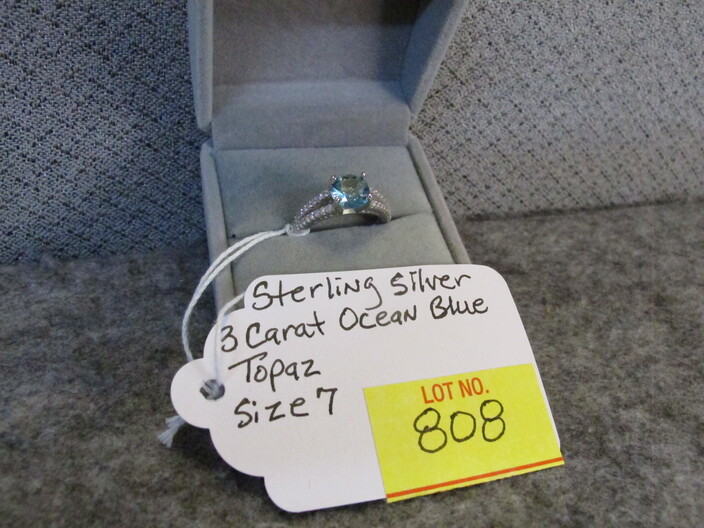 Sterling Silver
3 Carat Ocean Blue
Topaz
Size 7
LOT NO.
808